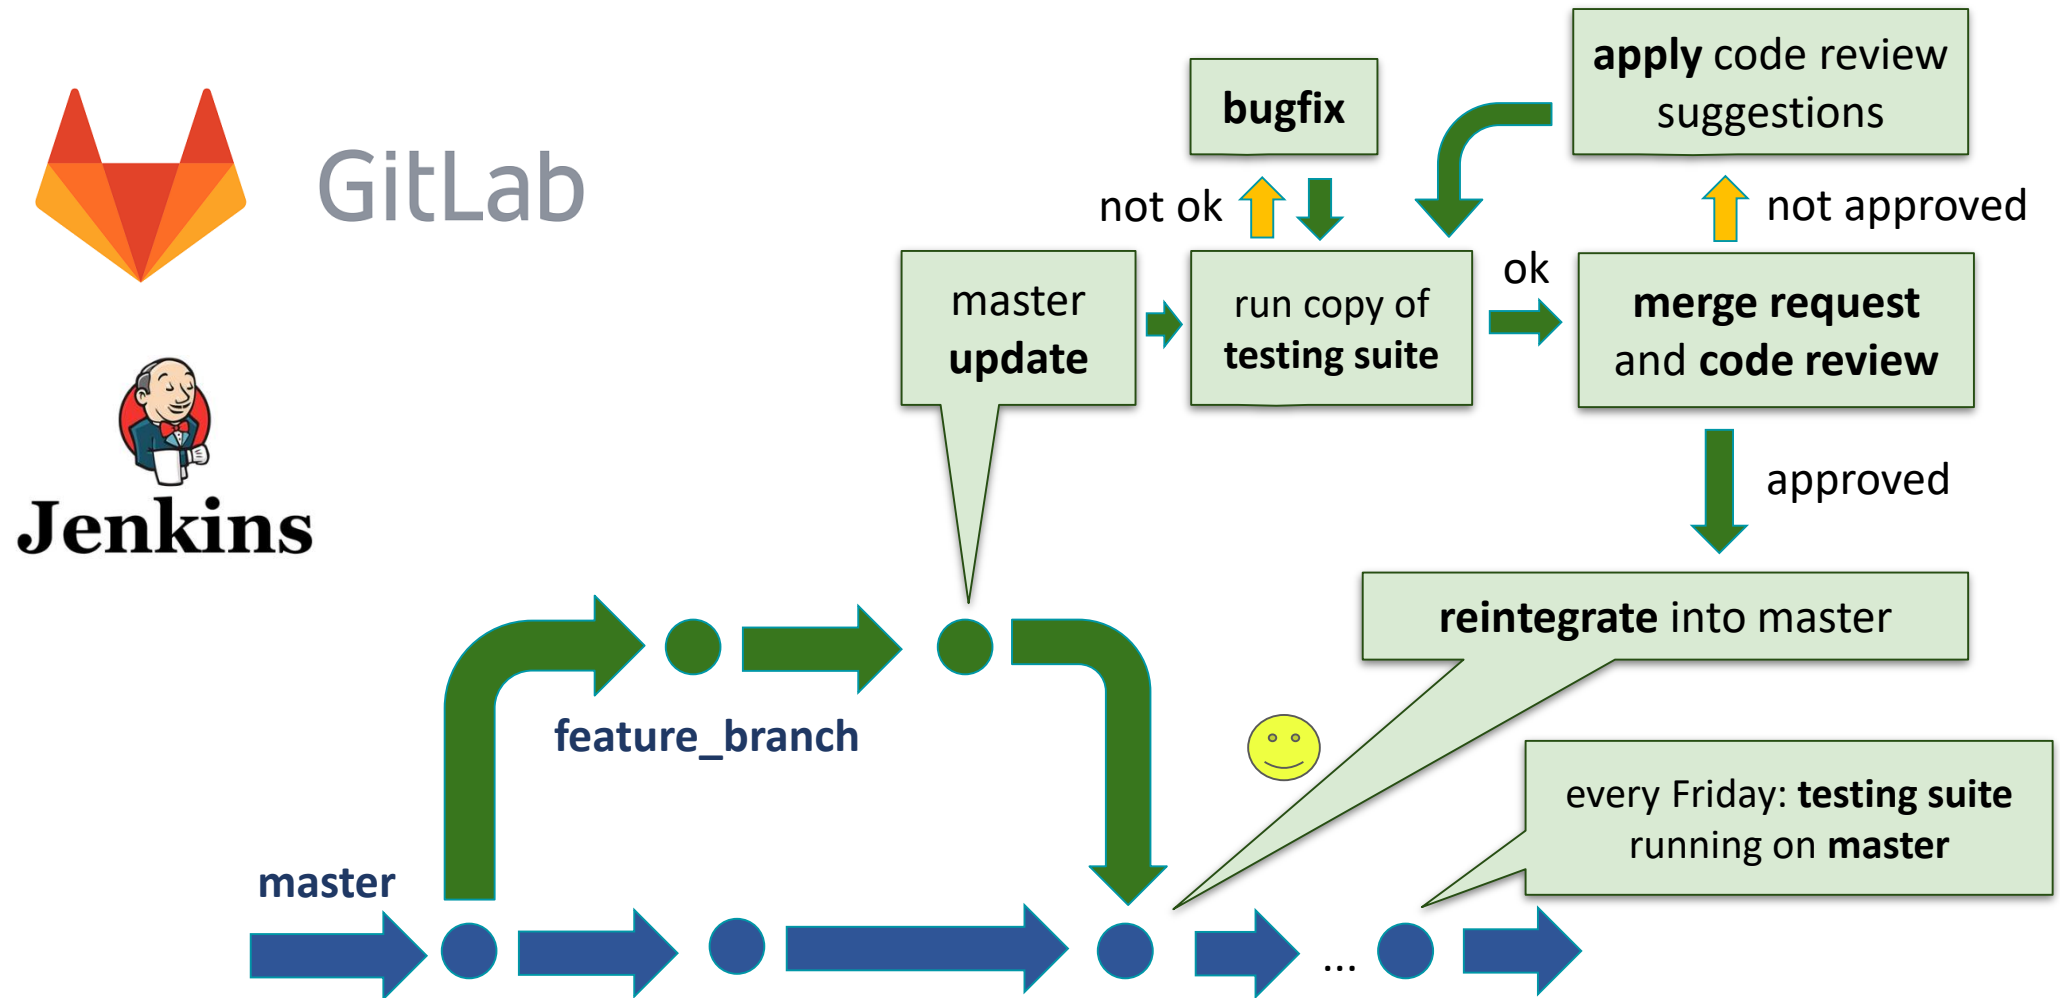 GitLab
Jenkins
bugfix
apply code review
suggestions
not ok
not approved
master
update
run copy of
testing suite
ok
merge request
and code review
approved
reintegrate into master
feature_branch
every Friday: testing suite
running on master
master
...